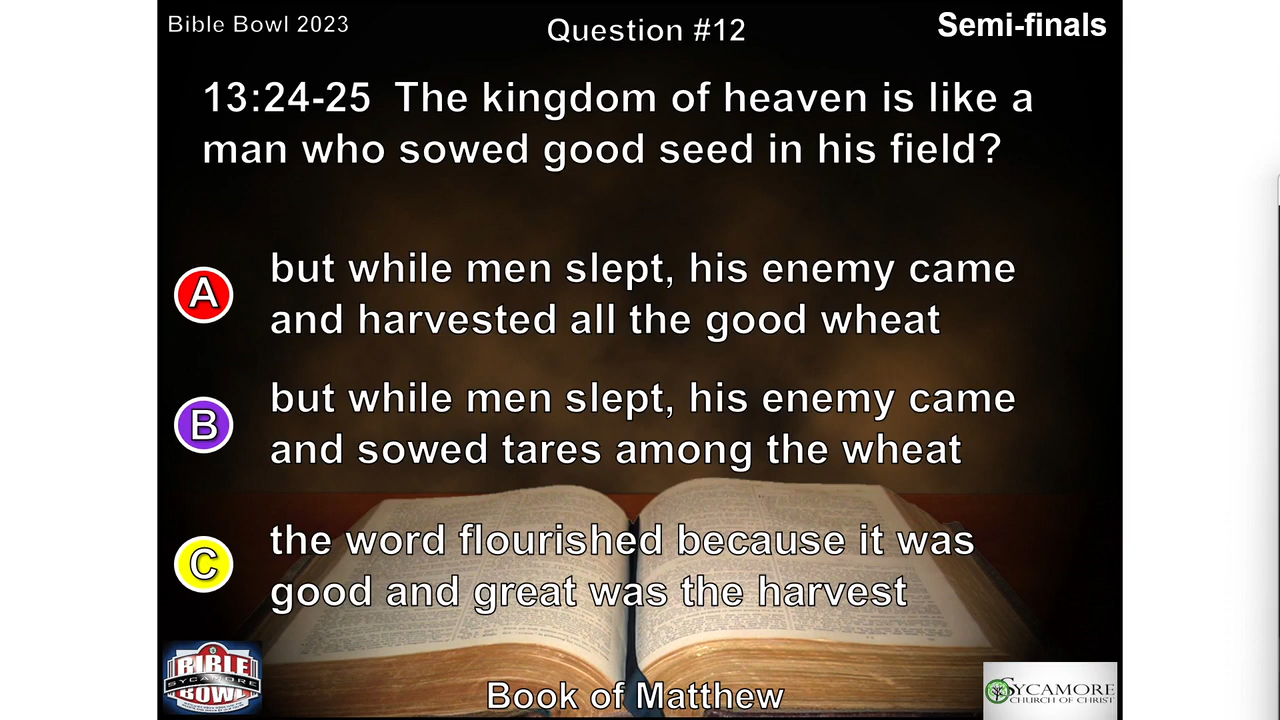 Bible Bowl 2023
Question #12
Semi-finals
13:24-25 The kingdom of heaven is like a
man who sowed good seed in his field?
A
but while men slept, his enemy came
and harvested all the good wheat
B
but while men slept, his enemy came
and sowed tares among the wheat
C
the word flourished because it was
good and great was the harvest
BIBLE
SYCAMORE
BOWL
Book of Matthew
SYCAMORE
CHURCH OF CHRIST